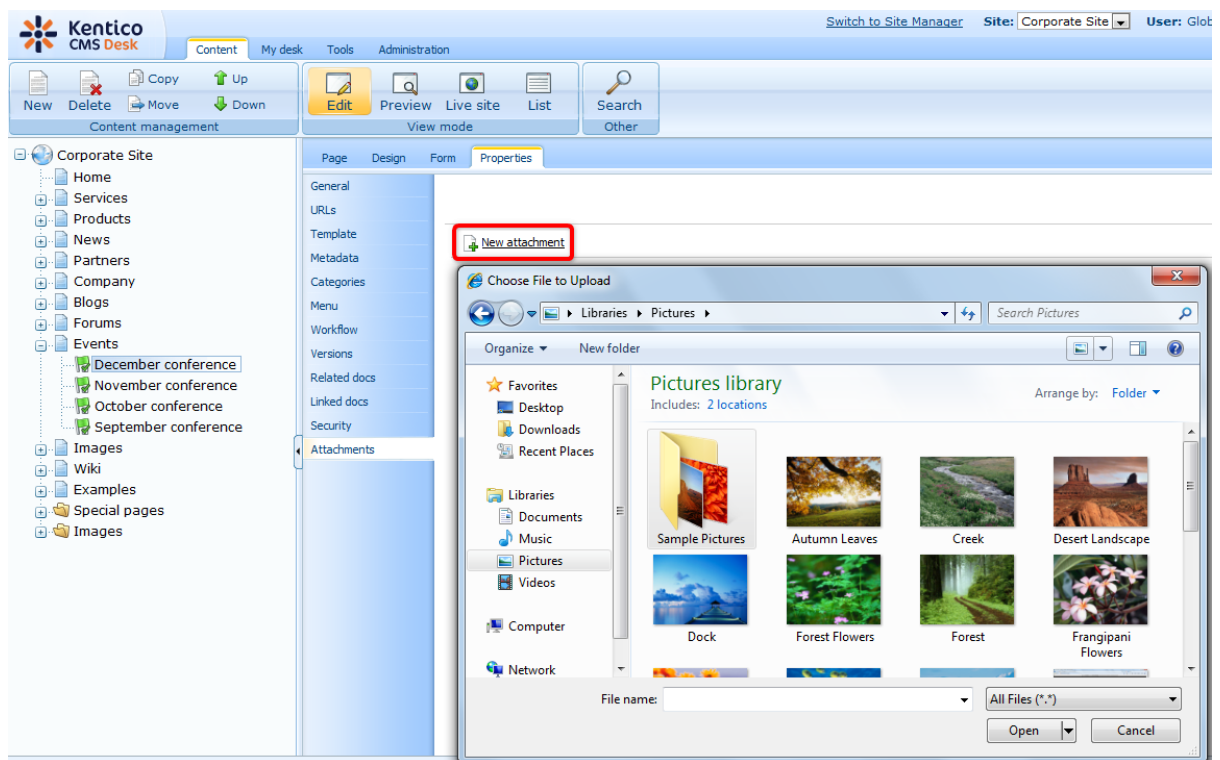 Kentico
CMS Desk
Switch to Site Manager Site: Corporate Site User: Glob
Content My desk Tools Administration
New Delete Copy Move Up Down
Content management
Edit Preview Live site List
View mode
Search
Other
Corporate Site
Home
Services
Products
News
Partners
Company
Blogs
Forums
Events
December conference
November conference
October conference
September conference
Images
Wiki
Examples
Special pages
Images
Page Design Form Properties
General
URLs
Template
Metadata
Categories
Menu
Workflow
Versions
Related docs
Linked docs
Security
Attachments
New attachment
Choose File to Upload
Libraries Pictures
Search Pictures
Organize New folder
Favorites
Desktop
Downloads
Recent Places
Libraries
Documents
Music
Pictures
Videos
Computer
Network
Pictures library
Includes: 2 locations
Arrange by: Folder
Sample Pictures Autumn Leaves Creek Desert Landscape
Dock Forest Flowers Forest Frangipani
Flowers
File name: All Files (*.*)
Open Cancel